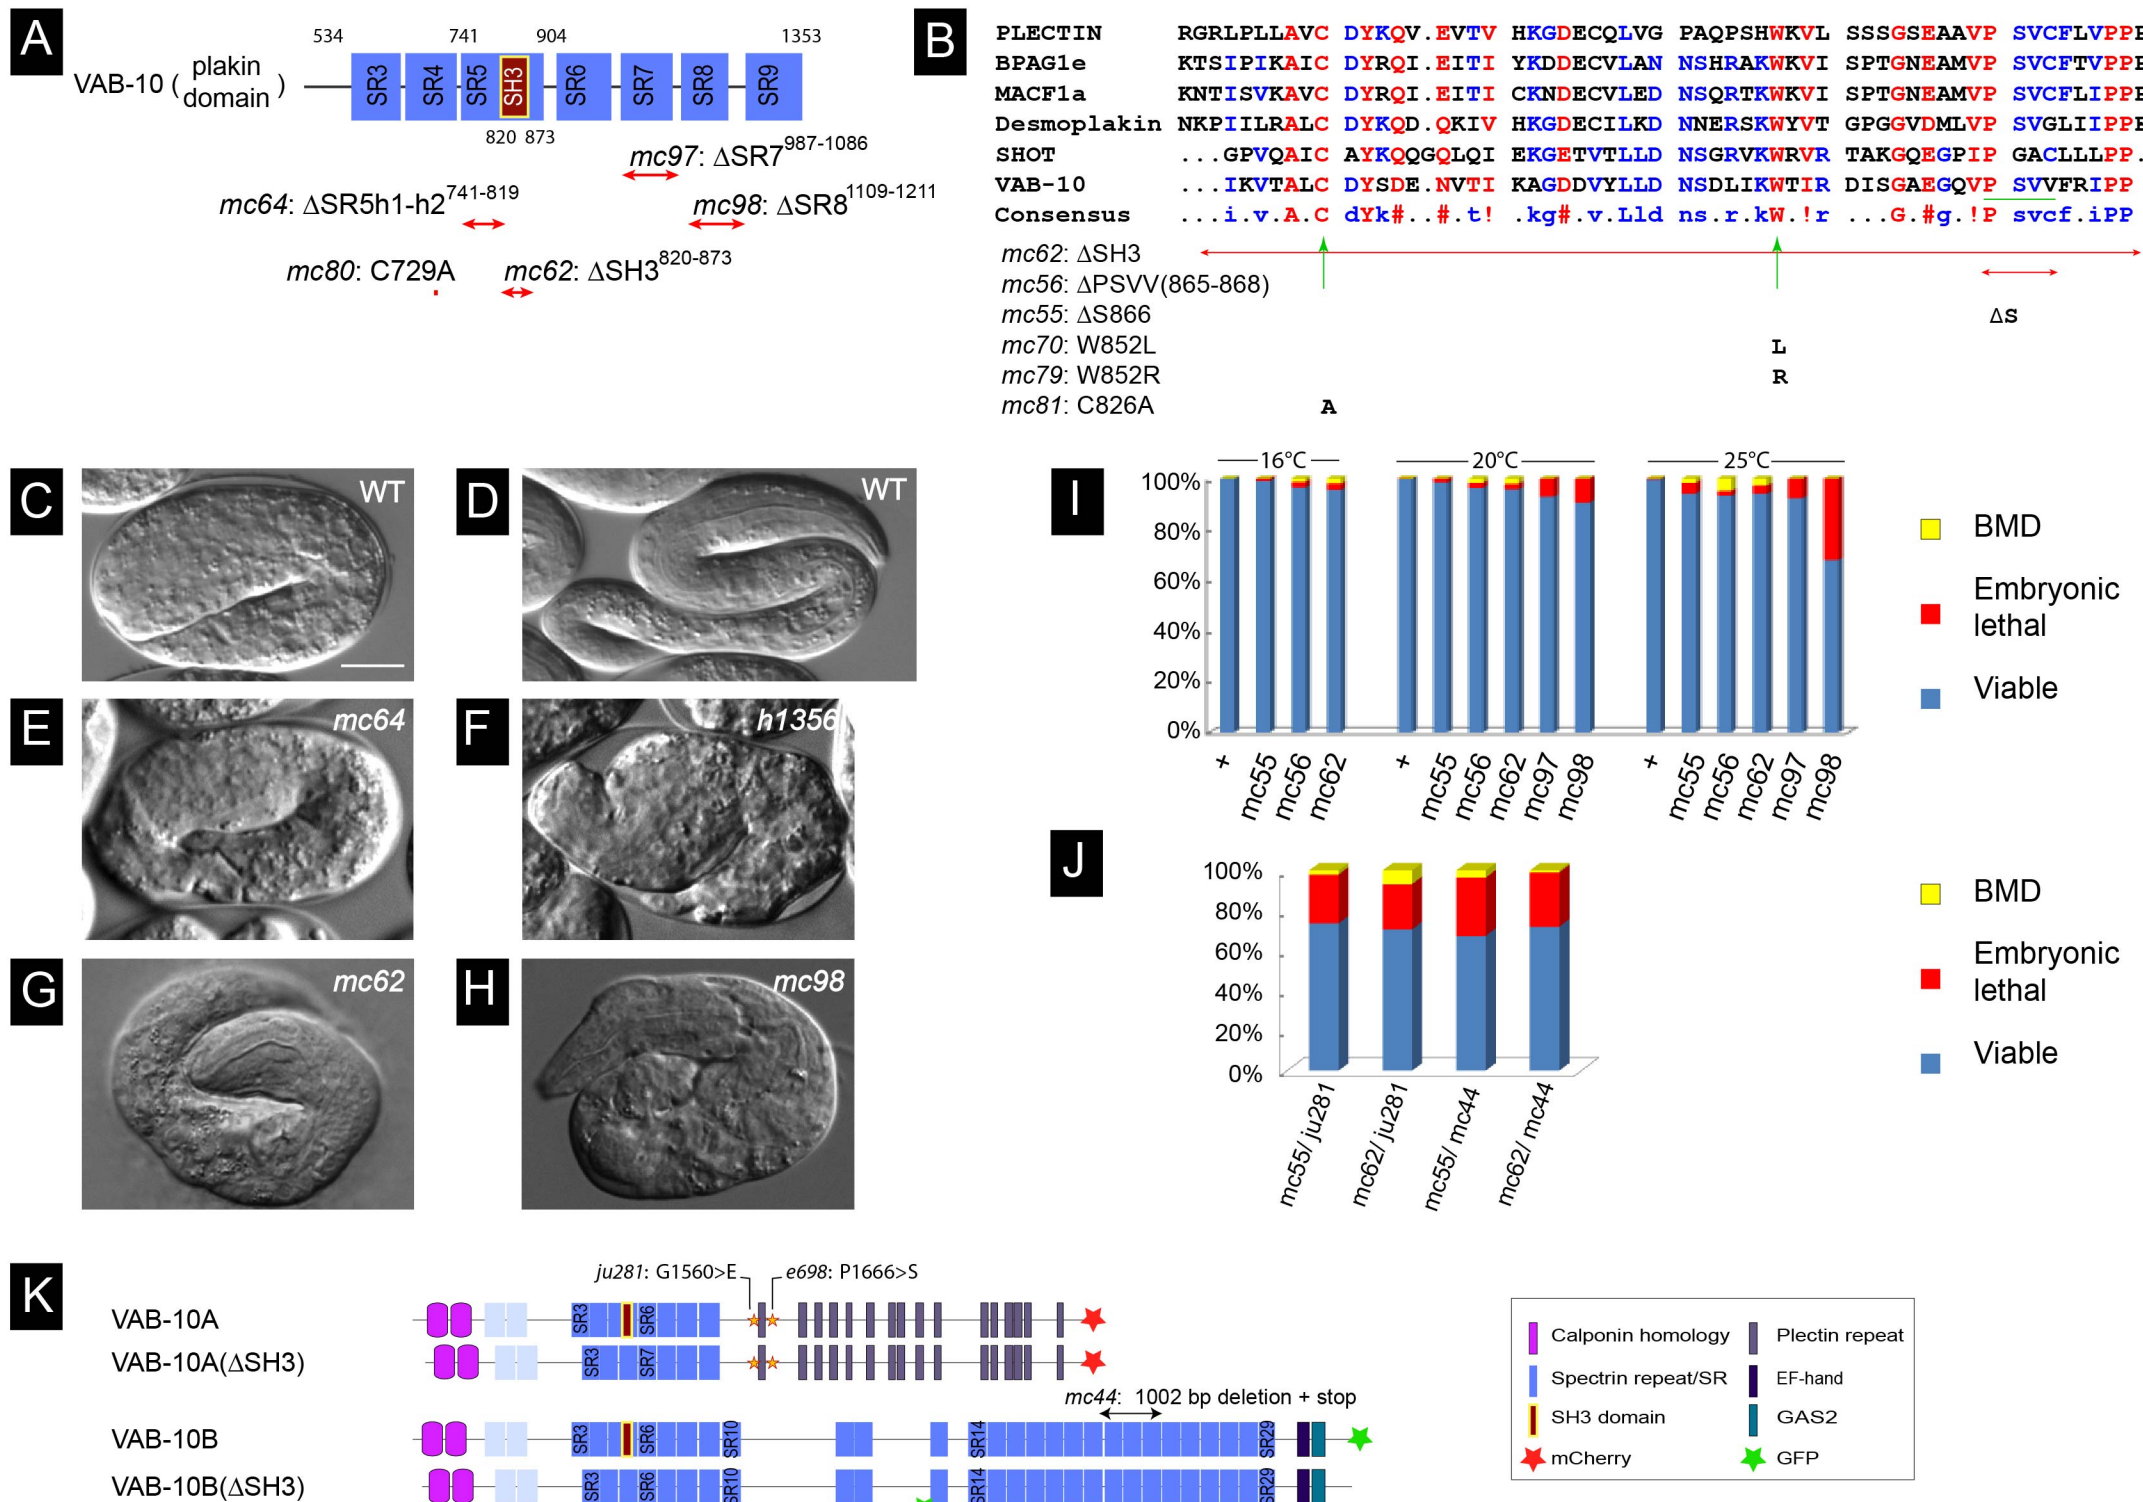 A
534 741 904 1353
VAB-10 ( plakin domain )
SR3 SR4 SR5 SH3 SR6 SR7 SR8 SR9
820 873
mc97: ΔSR7987-1086
mc64: ΔSR5h1-h2741-819
mc98: ΔSR81109-1211
mc80: C729A
mc62: ΔSH3820-873
B
PLECTIN RGRLPLLAVC DYKQV.EVTV HKGDECQLVG PAQPSHWKVL SSSGSEAAVP SVCFLVPPP
BPAG1e KTSIPIKAIC DYRQI.EITI YKDDECVLAN NSHRAKWKVI SPTGNEAMVP SVCFTVPPP
MACF1a KNTISVKAVC DYRQI.EITI CKNDECVLED NSQRTKWKVI SPTGNEAMVP SVCFLIPPP
Desmoplakin NKPIILRALC DYKQD.QKIV HKGDECILKD NNERSKWYVT GPGGVDMLVP SVGLIIPPP
SHOT ...GPVQAIC AYKQQGQLQI EKGETVTLLD NSGRVKWRVR TAKGQEGPIP GACLLLPP.
VAB-10 ...IKVTALC DYSDE.NVTI KAGDDVYLLD NSDLIKWTIR DISGAEGQVP SVVFRIPP
Consensus ...i.v.A.C dYk#..#.t! .kg#.v.Lld ns.r.kW.!r ...G.#g.!P svcf.iPP
mc62: ΔSH3
mc56: ΔPSVV(865-868)
mc55: ΔS866 ΔS
mc70: W852L L
mc79: W852R R
mc81: C826A A
C WT
D WT
E mc64
F h1356
G mc62
H mc98
I
16°C 20°C 25°C
100%
80%
60%
40%
20%
0%
+ mc55 mc56 mc62 + mc55 mc56 mc62 mc97 mc98 + mc55 mc56 mc62 mc97 mc98
BMD
Embryonic
lethal
Viable
J
100%
80%
60%
40%
20%
0%
mc55/ ju281 mc62/ ju281 mc55/ mc44 mc62/ mc44
BMD
Embryonic
lethal
Viable
K
ju281: G1560>E e698: P1666>S
VAB-10A SR3 SR6
VAB-10A(ΔSH3) SR3 SR7
mc44: 1002 bp deletion + stop
VAB-10B SR3 SR6 SR10 SR14 SR29
VAB-10B(ΔSH3) SR3 SR6 SR10 SR14 SR29
Calponin homology Plectin repeat
Spectrin repeat/SR EF-hand
SH3 domain GAS2
mCherry GFP